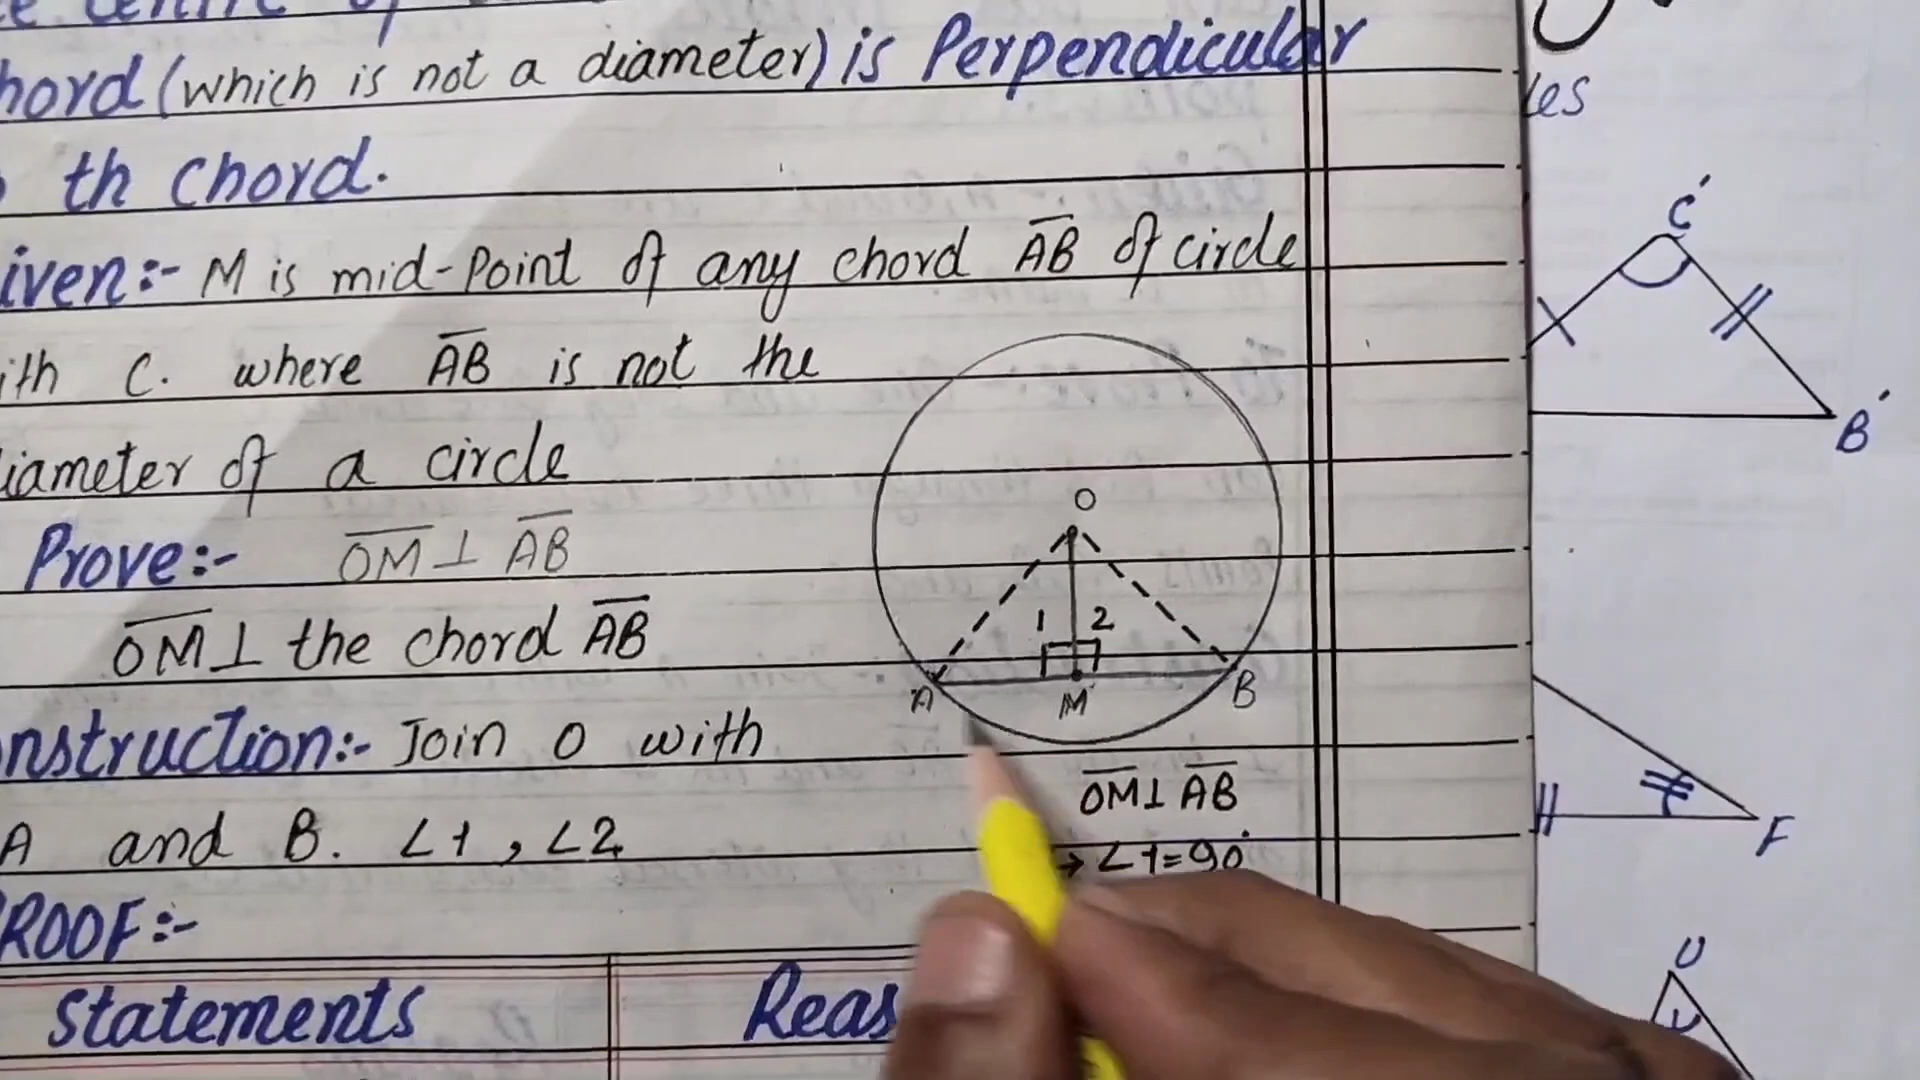 hord (which is not a diameter) is Perpendicular
th chord.
iven:- M is mid-Point of any chord AB of circle
ith C. where AB is not the
iameter of a circle
Prove:- OM⊥ AB
OM⊥ the chord AB
onstruction:- Join O with
A and B. ∠1, ∠2
ROOF:-
Statements Reas
O
1 2
A M B
OM⊥ AB
→ ∠1=90°
les
C'
B'
F
U